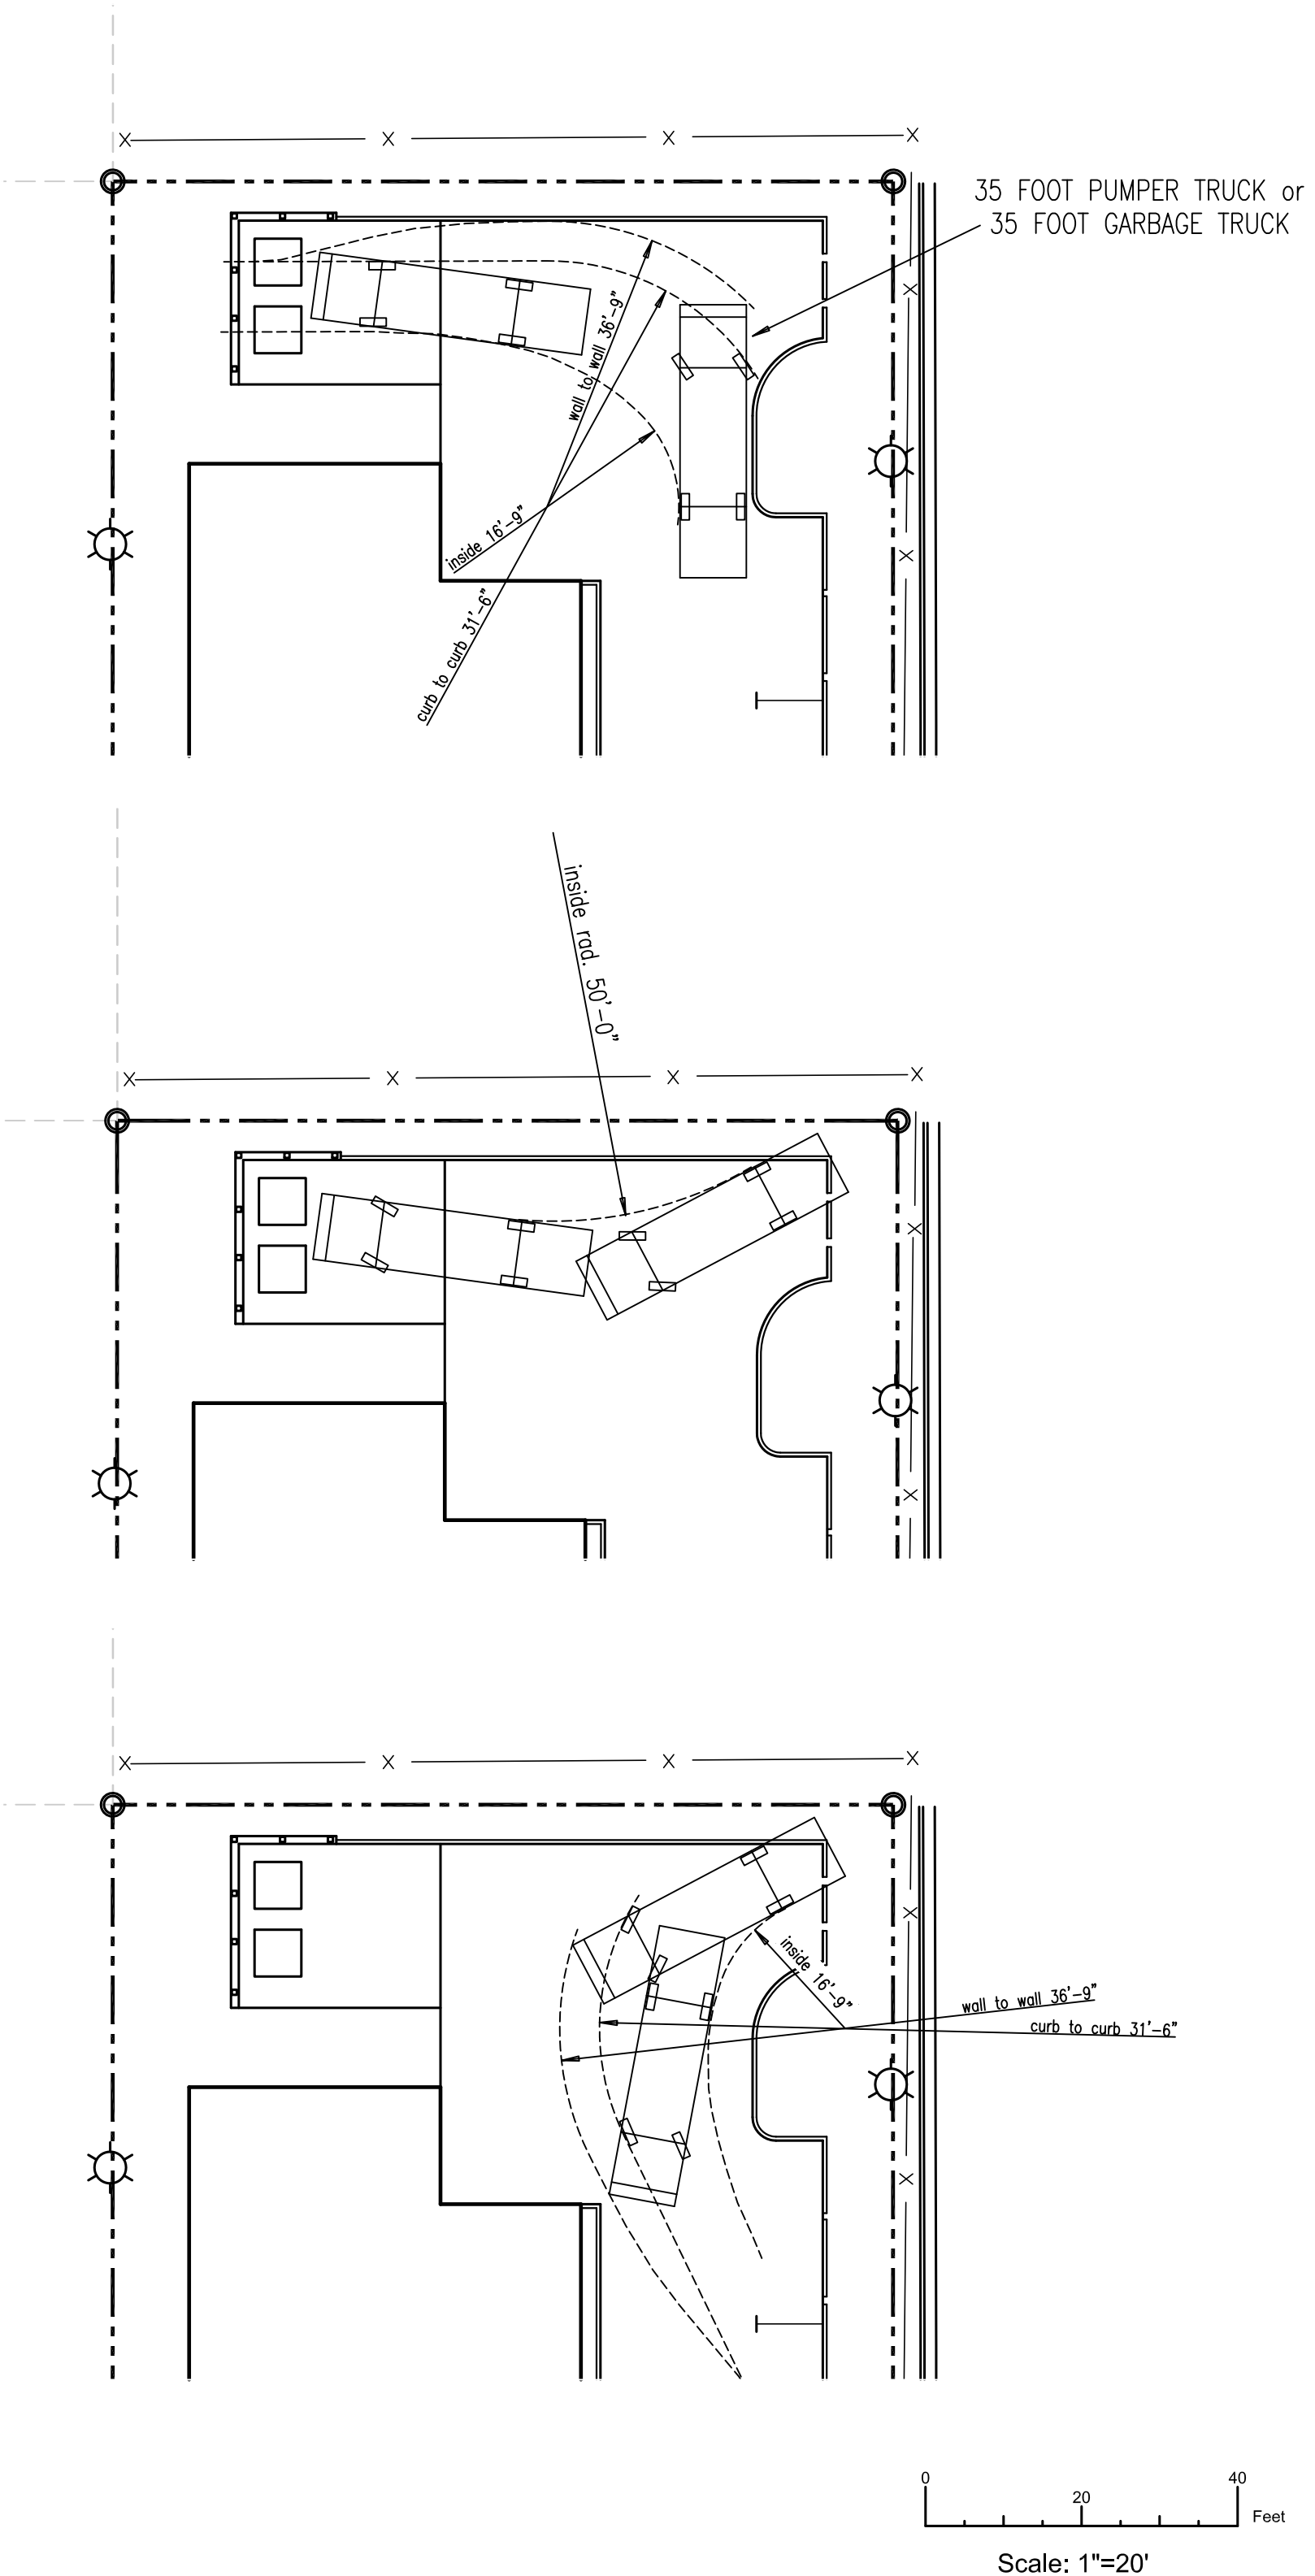 35 FOOT PUMPER TRUCK or
35 FOOT GARBAGE TRUCK
wall to wall 36'-9"
inside 16'-9"
curb to curb 31'-6"
inside rad. 50'-0"
inside 16'-9"
wall to wall 36'-9"
curb to curb 31'-6"
0 20 40
Feet
Scale: 1"=20'